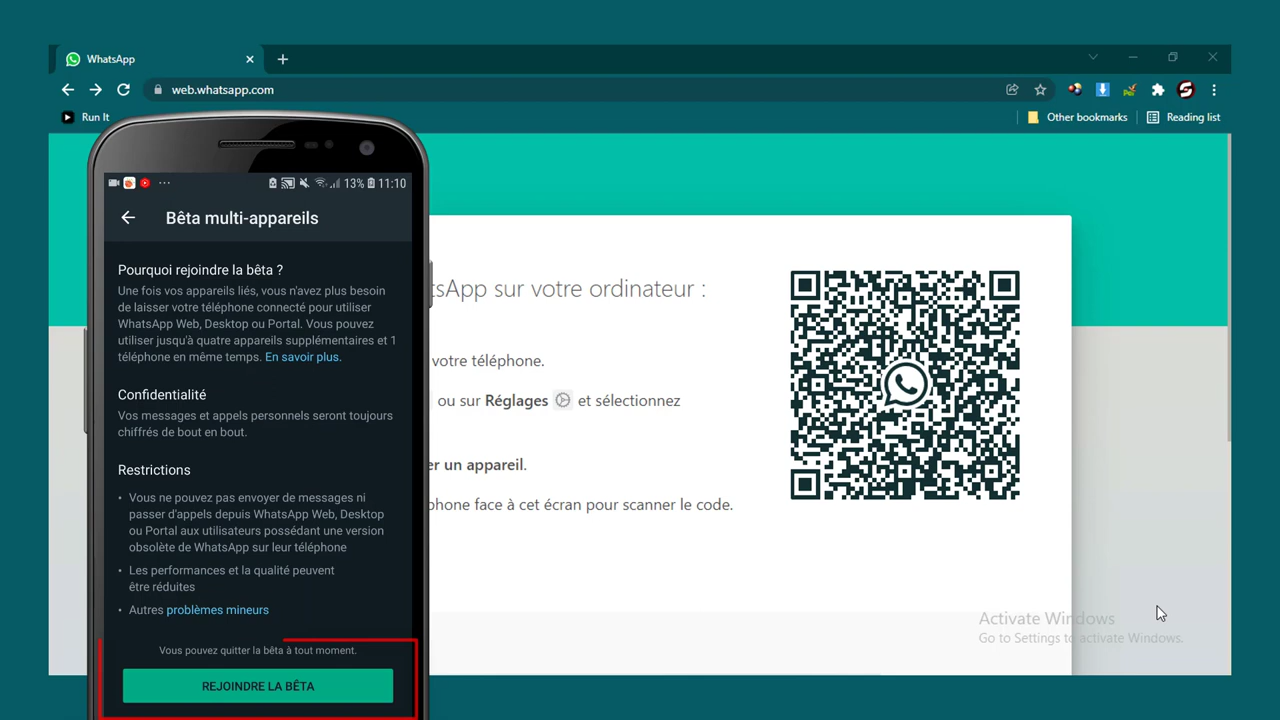 WhatsApp
web.whatsapp.com
Run It
Other bookmarks
Reading list
13% 11:10
Bêta multi-appareils
Pourquoi rejoindre la bêta ?
Une fois vos appareils liés, vous n'avez plus besoin
de laisser votre téléphone connecté pour utiliser
WhatsApp Web, Desktop ou Portal. Vous pouvez
utiliser jusqu'à quatre appareils supplémentaires et 1
téléphone en même temps. En savoir plus.
Confidentialité
Vos messages et appels personnels seront toujours
chiffrés de bout en bout.
Restrictions
• Vous ne pouvez pas envoyer de messages ni
passer d'appels depuis WhatsApp Web, Desktop
ou Portal aux utilisateurs possédant une version
obsolète de WhatsApp sur leur téléphone
• Les performances et la qualité peuvent
être réduites
• Autres problèmes mineurs
Vous pouvez quitter la bêta à tout moment.
REJOINDRE LA BÊTA
tsApp sur votre ordinateur :
votre téléphone.
ou sur Réglages et sélectionnez
er un appareil.
phone face à cet écran pour scanner le code.
Activate Windows
Go to Settings to activate Windows.